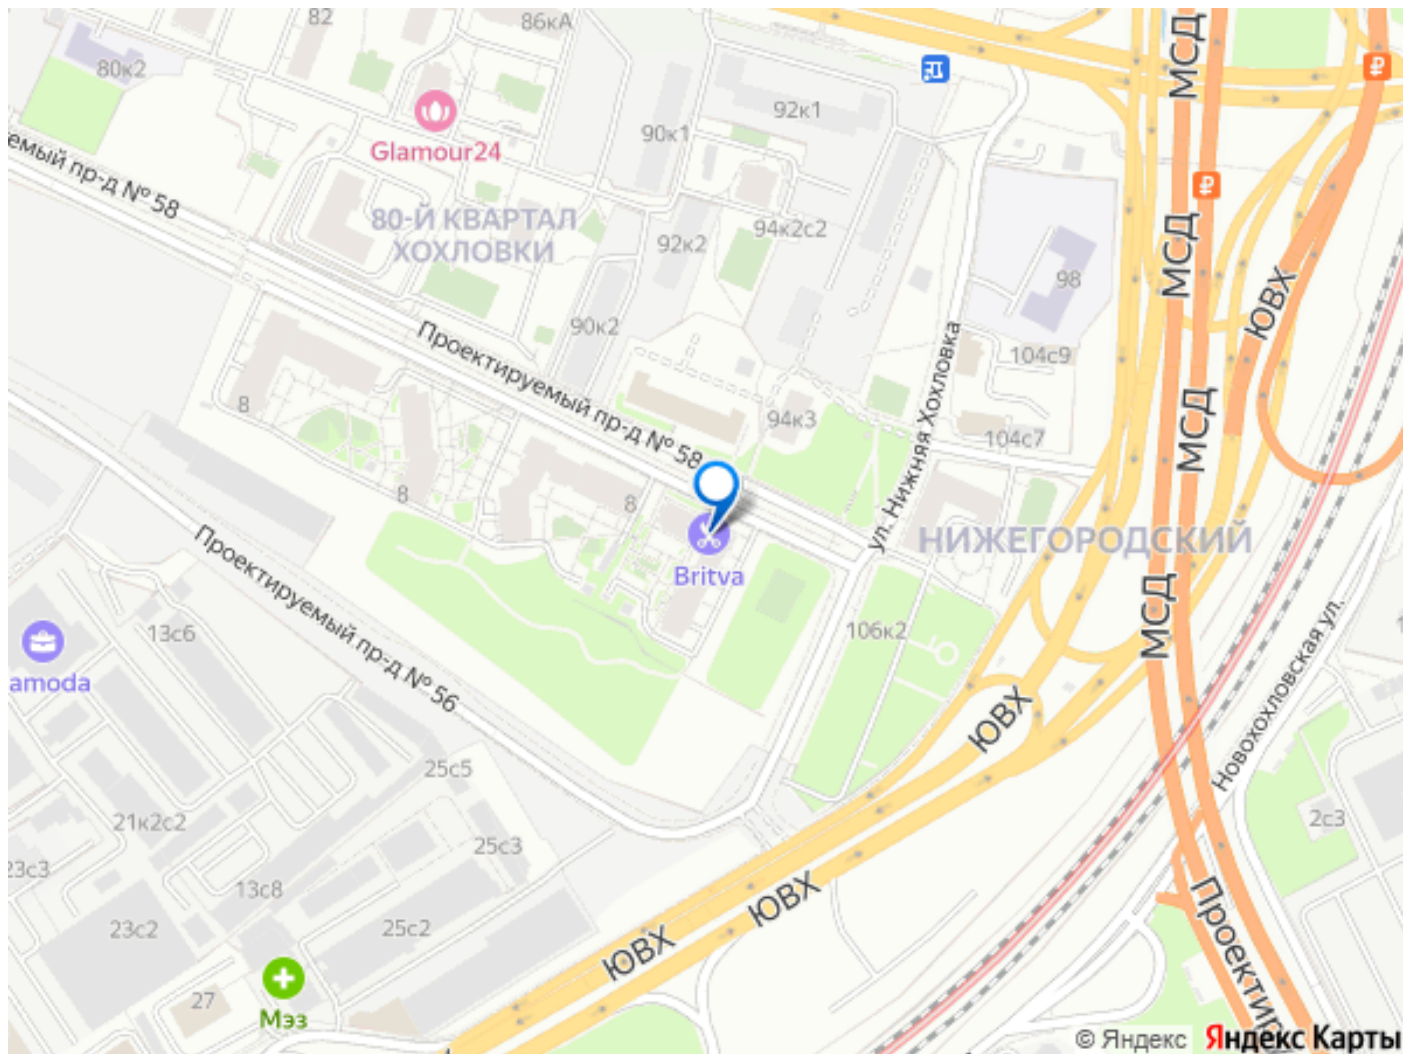 82
86кА
80к2
92к1
МСД
90к1
Glamour24
пр-д № 58
80-Й КВАРТАЛ
ХОХЛОВКИ
94к2с2
92к2
МСД
98
ЮВХ
90к2
Проектируемый пр-д № 58
ул. Нижняя Хохловка
104с9
8
94к3
104с7
МСД
8
8
НИЖЕГОРОДСКИЙ
Britva
Проектируемый пр-д № 56
13с6
106к2
МСД
amoda
ЮВХ
Новохохловская ул.
25с5
21к2с2
25с3
2с3
23с3
13с8
ЮВХ
23с2
25с2
ЮВХ
27
Мэз
Проектир
© Яндекс Яндекс Карты